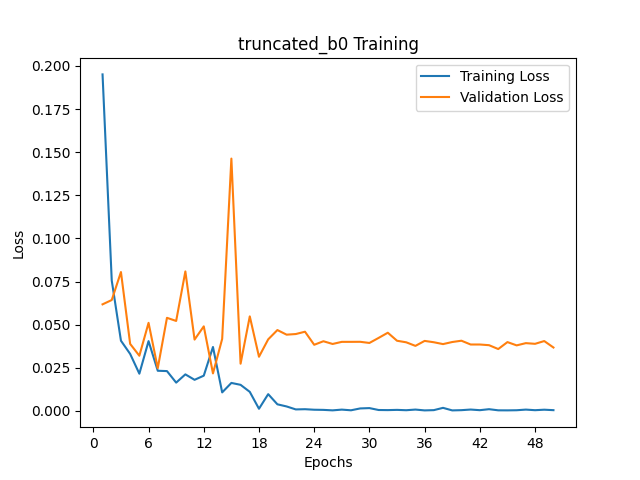 truncated_b0 Training
Training Loss
Validation Loss
0.200
0.175
0.150
0.125
0.100
0.075
0.050
0.025
0.000
Loss
0 6 12 18 24 30 36 42 48
Epochs